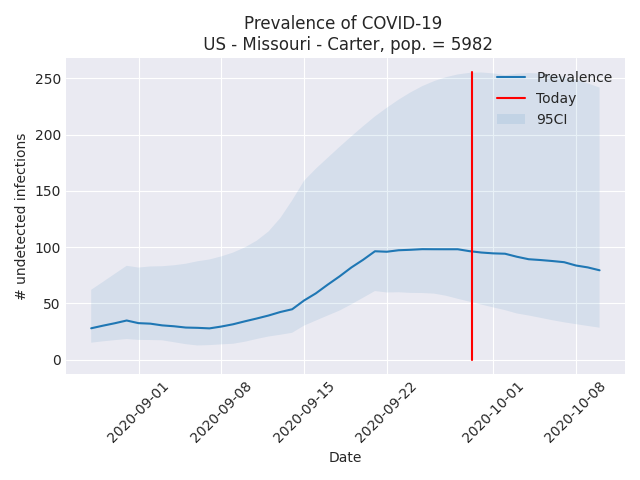 Prevalence of COVID-19
US - Missouri - Carter, pop. = 5982
Prevalence
Today
95CI
# undetected infections
250
200
150
100
50
0
2020-09-01
2020-09-08
2020-09-15
2020-09-22
2020-10-01
2020-10-08
Date